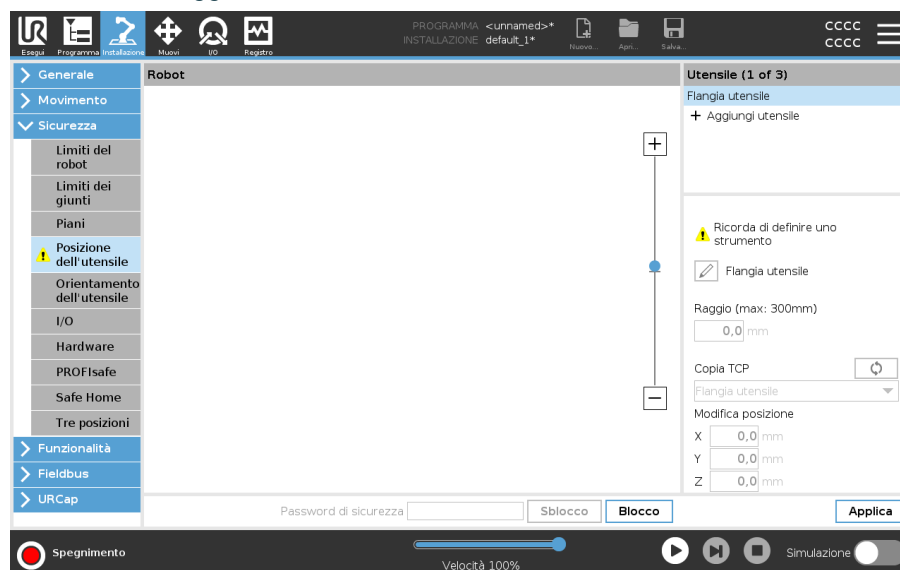 PROGRAMMA <unnamed>*
INSTALLAZIONE default_1*
Esegui
Programma
Installazione
Muovi
I/O
Registro
Nuovo...
Apri...
Salva...
cccc
cccc
Generale
Movimento
Sicurezza
Limiti del
robot
Limiti dei
giunti
Piani
Posizione
dell'utensile
Orientamento
dell'utensile
I/O
Hardware
PROFIsafe
Safe Home
Tre posizioni
Funzionalità
Fieldbus
URCap
Robot
Utensile (1 of 3)
Flangia utensile
+ Aggiungi utensile
Ricorda di definire uno
strumento
Flangia utensile
Raggio (max: 300mm)
0,0 mm
Copia TCP
Flangia utensile
Modifica posizione
X 0,0 mm
Y 0,0 mm
Z 0,0 mm
Password di sicurezza
Sblocco
Blocco
Applica
Spegnimento
Velocità 100%
Simulazione